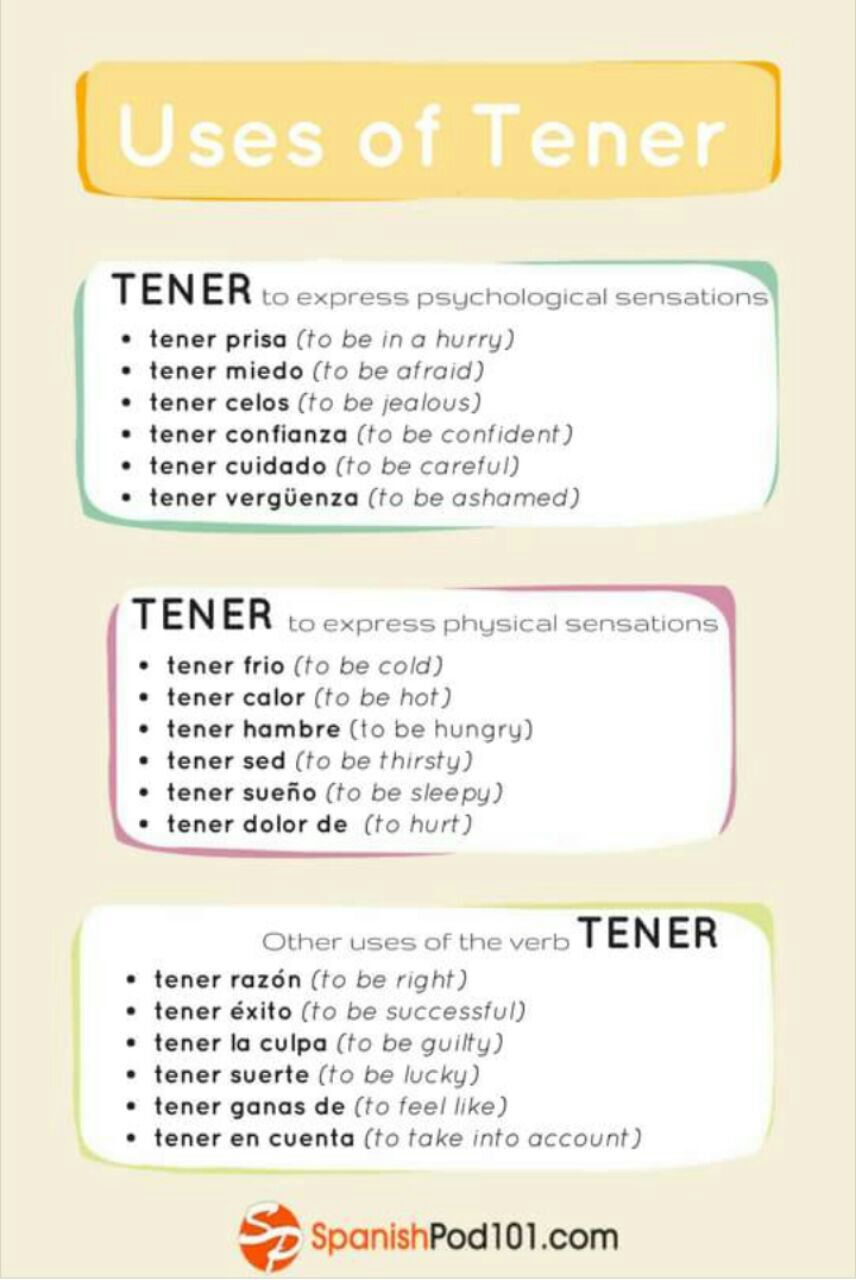 Uses of Tener
TENER to express psychological sensations
• tener prisa (to be in a hurry)
• tener miedo (to be afraid)
• tener celos (to be jealous)
• tener confianza (to be confident)
• tener cuidado (to be careful)
• tener vergüenza (to be ashamed)
TENER to express physical sensations
• tener frio (to be cold)
• tener calor (to be hot)
• tener hambre (to be hungry)
• tener sed (to be thirsty)
• tener sueño (to be sleepy)
• tener dolor de (to hurt)
Other uses of the verb TENER
• tener razón (to be right)
• tener éxito (to be successful)
• tener la culpa (to be guilty)
• tener suerte (to be lucky)
• tener ganas de (to feel like)
• tener en cuenta (to take into account)
SP SpanishPod101.com